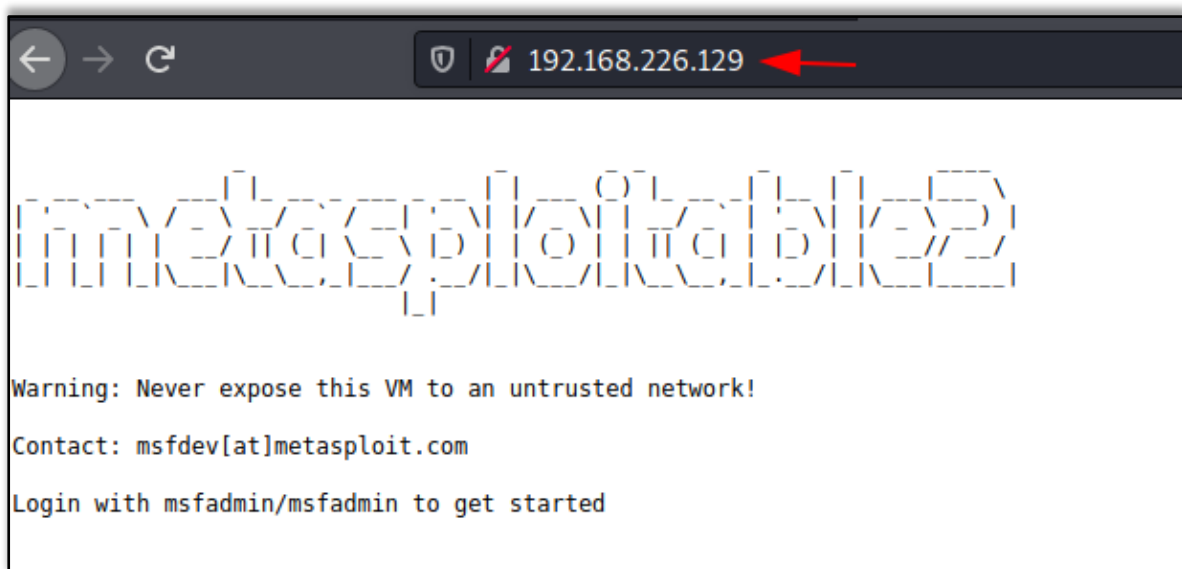 192.168.226.129
metasploitable2
Warning: Never expose this VM to an untrusted network!
Contact: msfdev[at]metasploit.com
Login with msfadmin/msfadmin to get started